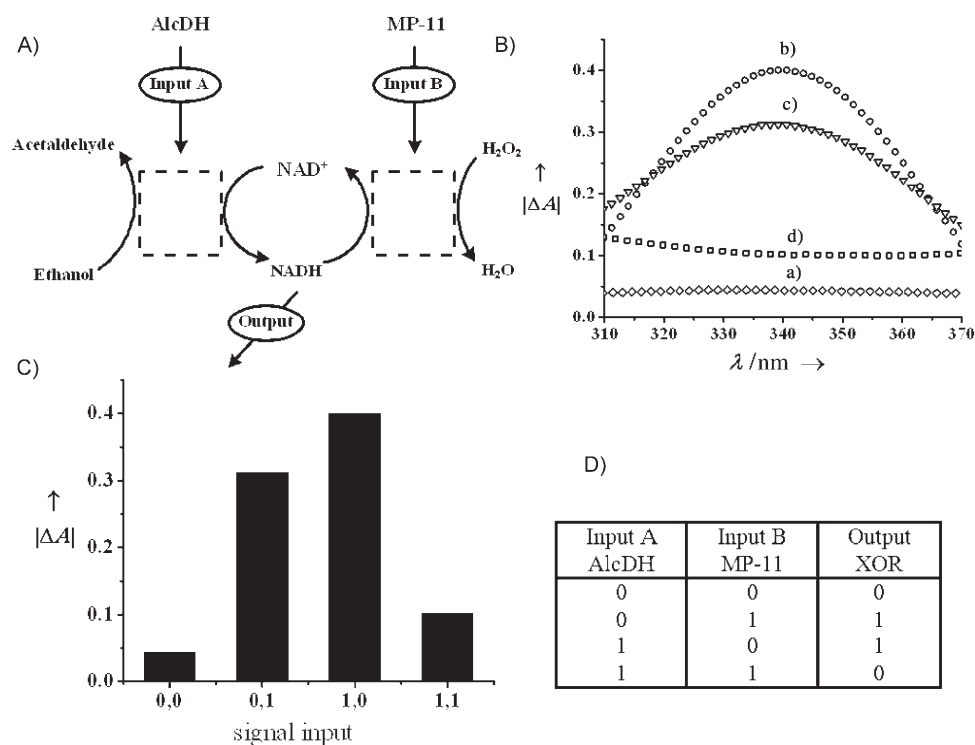 A)
AlcDH
MP-11
Input A
Input B
Acetaldehyde
NAD⁺
H₂O₂
Ethanol
NADH
H₂O
Output
B)
b)
c)
d)
a)
0.4
0.3
0.2
0.1
0.0
↑
|ΔA|
310 320 330 340 350 360 370
λ /nm →
C)
0.4
0.3
0.2
0.1
0.0
↑
|ΔA|
0,0 0,1 1,0 1,1
signal input
D)
Input A Input B Output
AlcDH MP-11 XOR
0 0 0
0 1 1
1 0 1
1 1 0